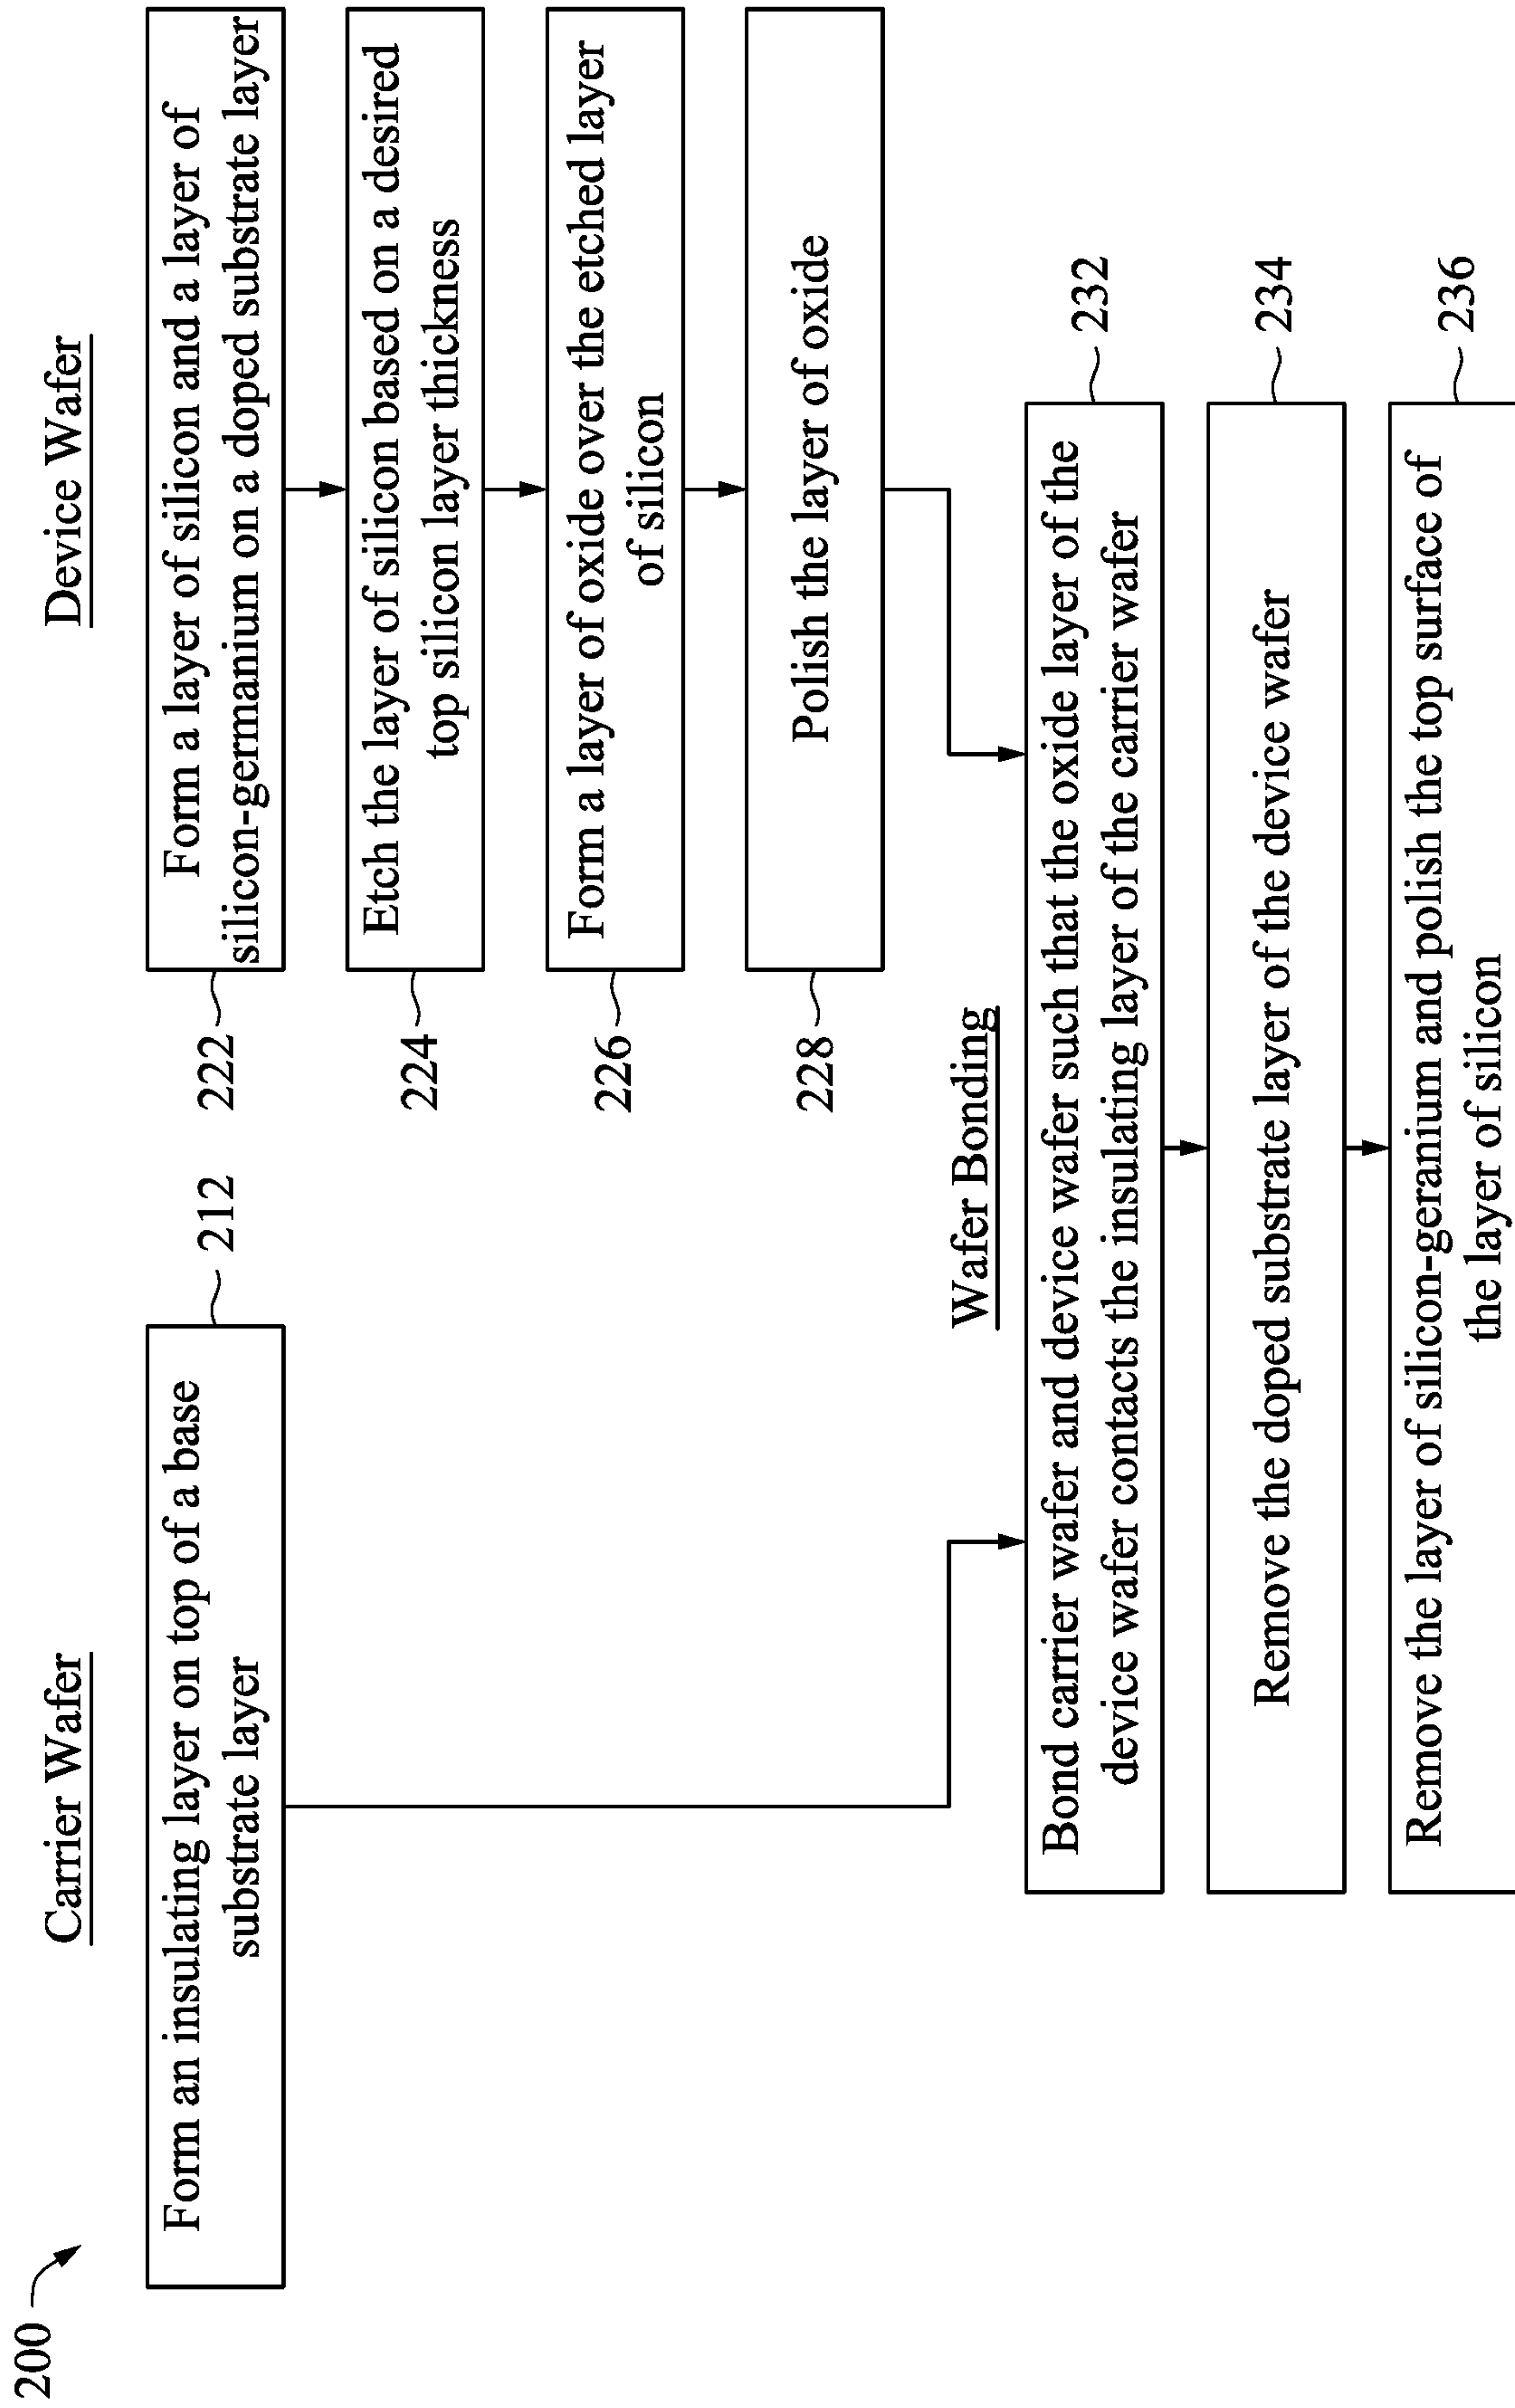 200
Carrier Wafer
Form an insulating layer on top of a base
substrate layer
212
Device Wafer
222
Form a layer of silicon and a layer of
silicon-germanium on a doped substrate layer
224
Etch the layer of silicon based on a desired
top silicon layer thickness
226
Form a layer of oxide over the etched layer
of silicon
228
Polish the layer of oxide
Wafer Bonding
Bond carrier wafer and device wafer such that the oxide layer of the
device wafer contacts the insulating layer of the carrier wafer
232
Remove the doped substrate layer of the device wafer
234
Remove the layer of silicon-geranium and polish the top surface of
the layer of silicon
236